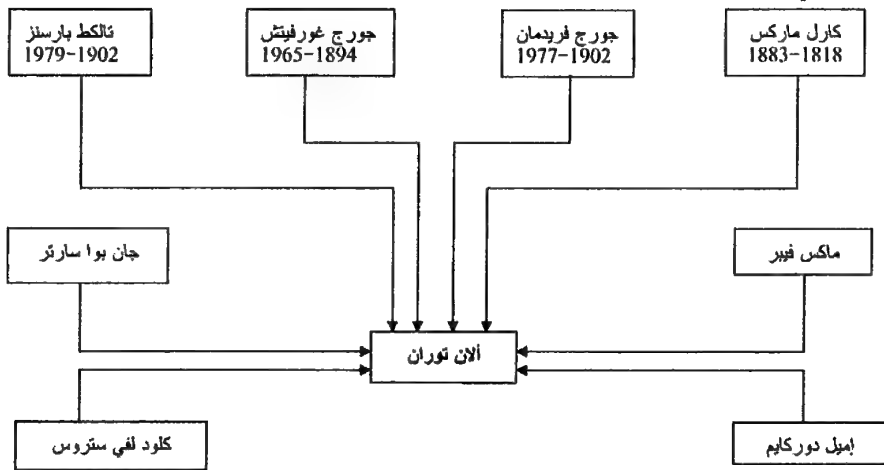 كارل ماركس
1883-1818
جورج فريدمان
1977-1902
جورج غورفيتش
1965-1894
تالكط بارسنز
1979-1902
ماكس فيبر
جان بوا سارتر
ألان توران
إميل دوركايم
كلود لفي ستروس